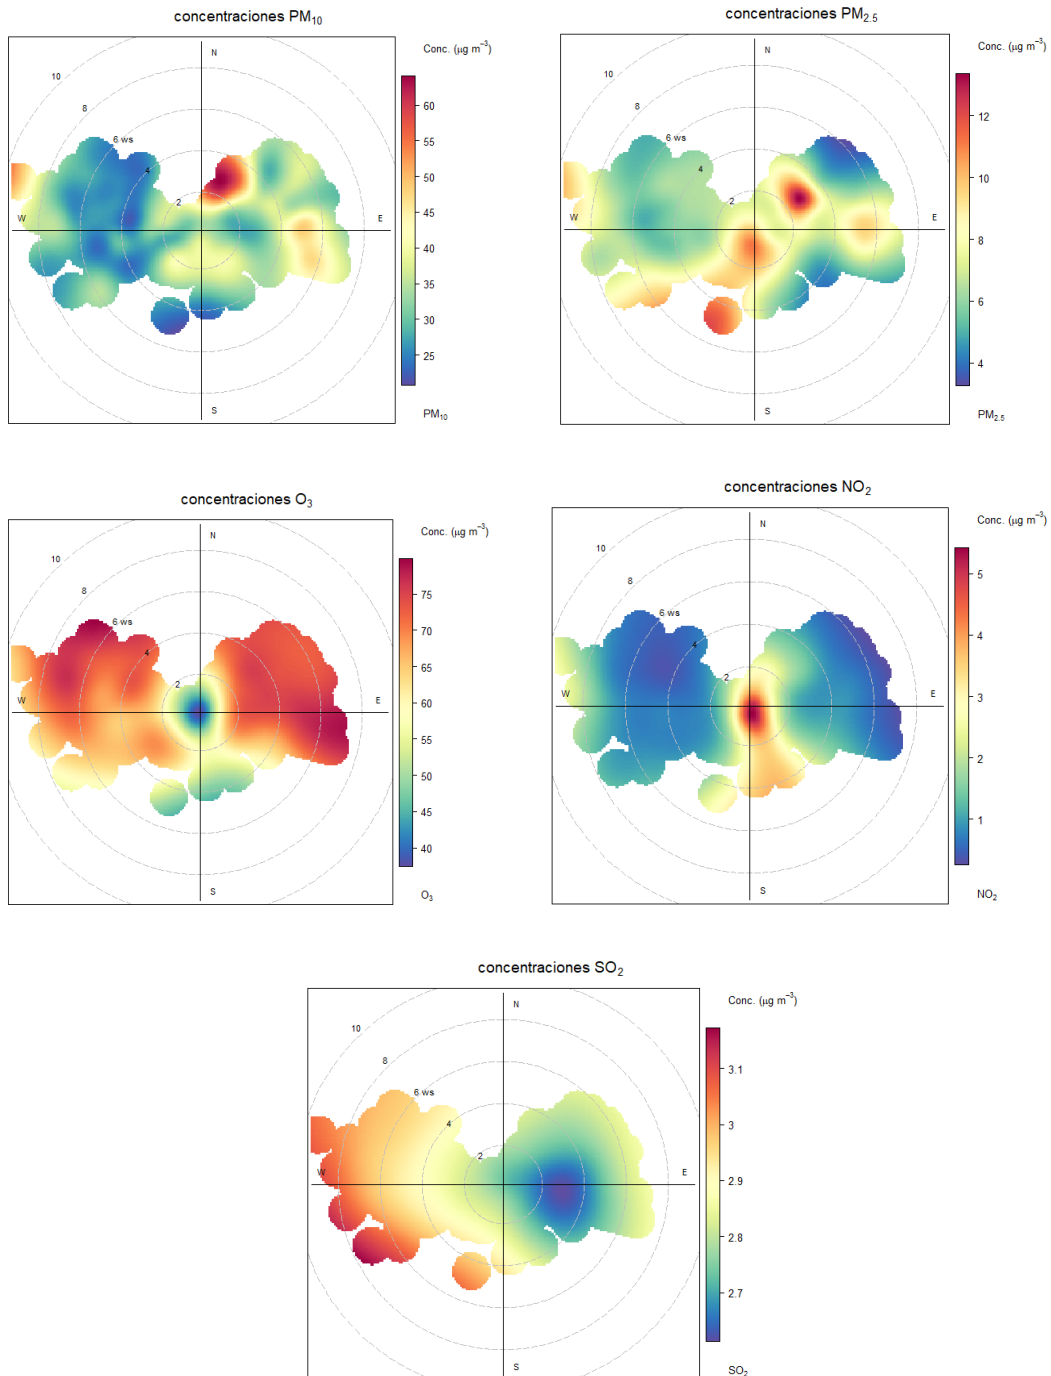 concentraciones PM₁₀
Conc. (μg m⁻³)
N
10
8
6 ws
4
2
W
E
S
60
55
50
45
40
35
30
25
PM₁₀
concentraciones PM₂.₅
Conc. (μg m⁻³)
N
10
8
6 ws
4
2
W
E
S
12
10
8
6
4
PM₂.₅
concentraciones O₃
Conc. (μg m⁻³)
N
10
8
6 ws
4
2
W
E
S
75
70
65
60
55
50
45
40
O₃
concentraciones NO₂
Conc. (μg m⁻³)
N
10
8
6 ws
4
2
W
E
S
5
4
3
2
1
NO₂
concentraciones SO₂
Conc. (μg m⁻³)
N
10
8
6 ws
4
2
W
E
S
3.1
3
2.9
2.8
2.7
SO₂